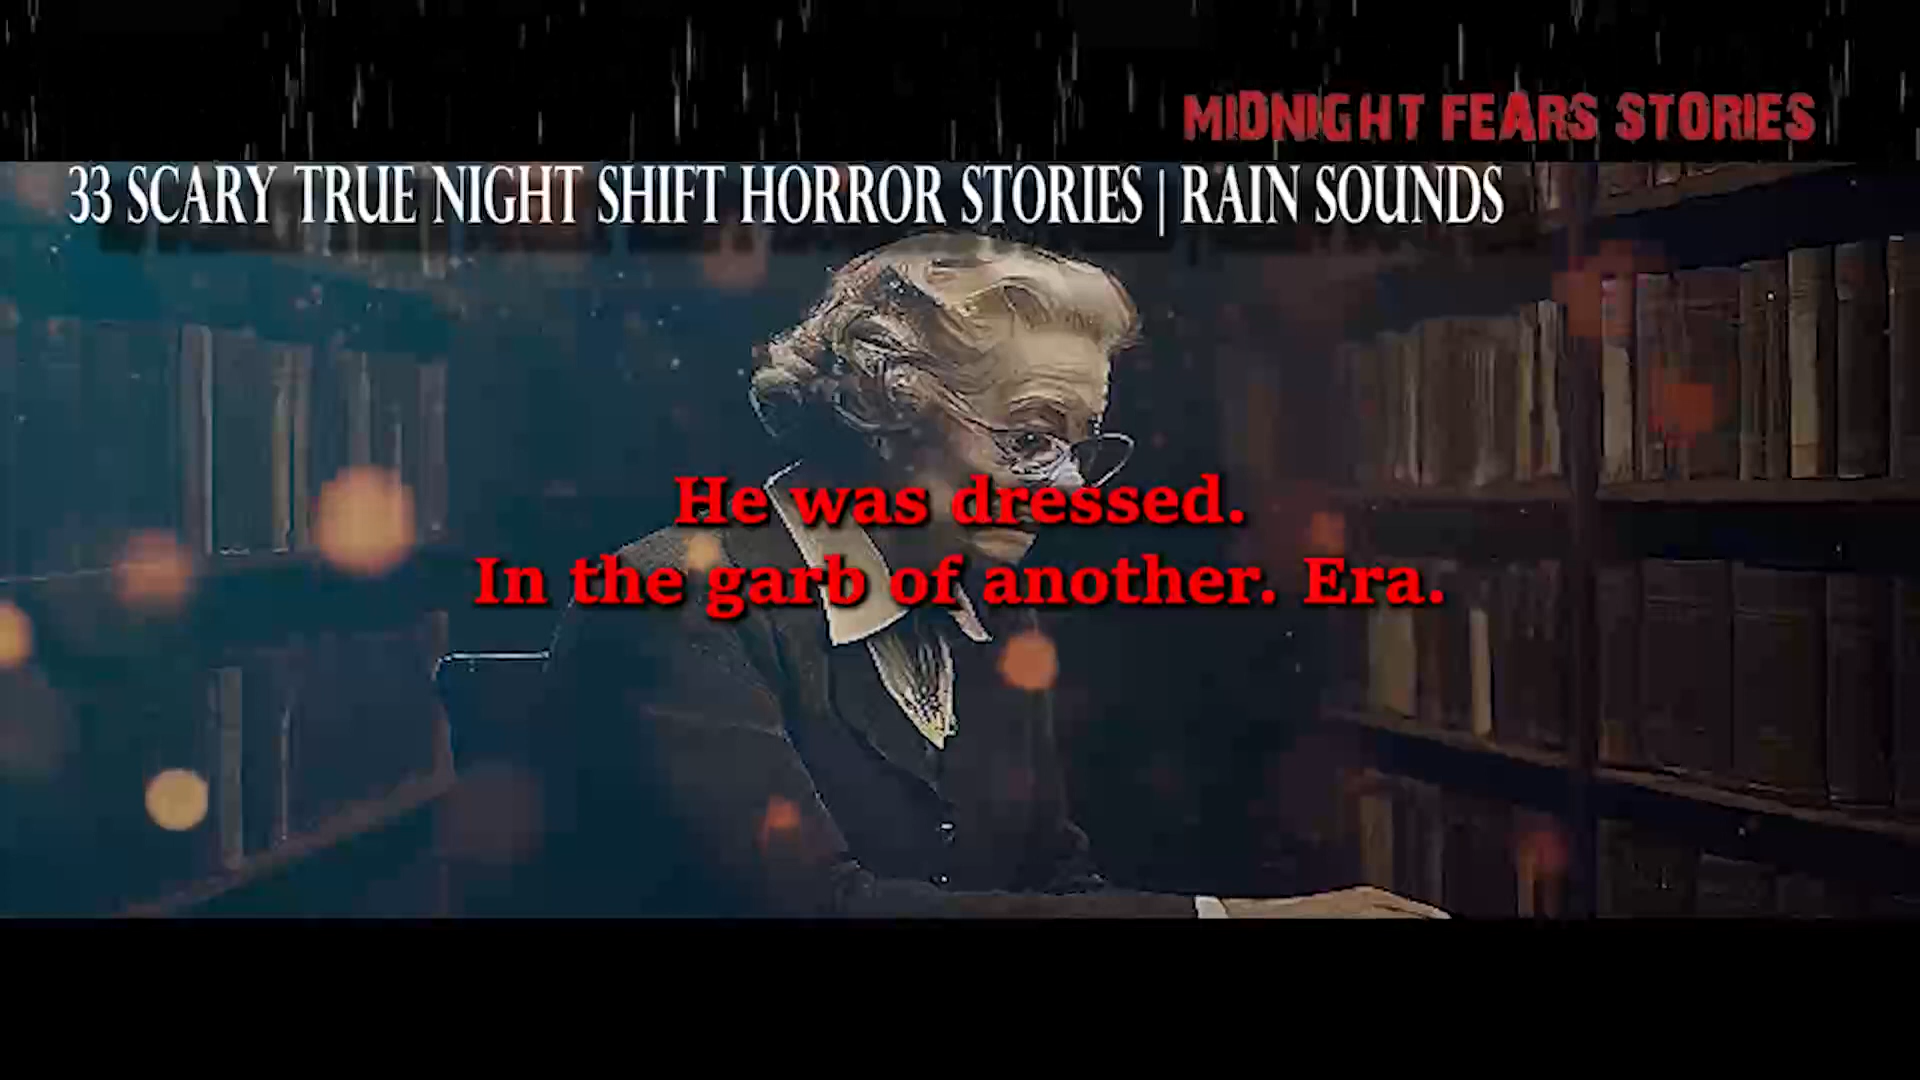 MIDNIGHT FEARS STORIES
33 SCARY TRUE NIGHT SHIFT HORROR STORIES | RAIN SOUNDS
He was dressed.
In the garb of another. Era.